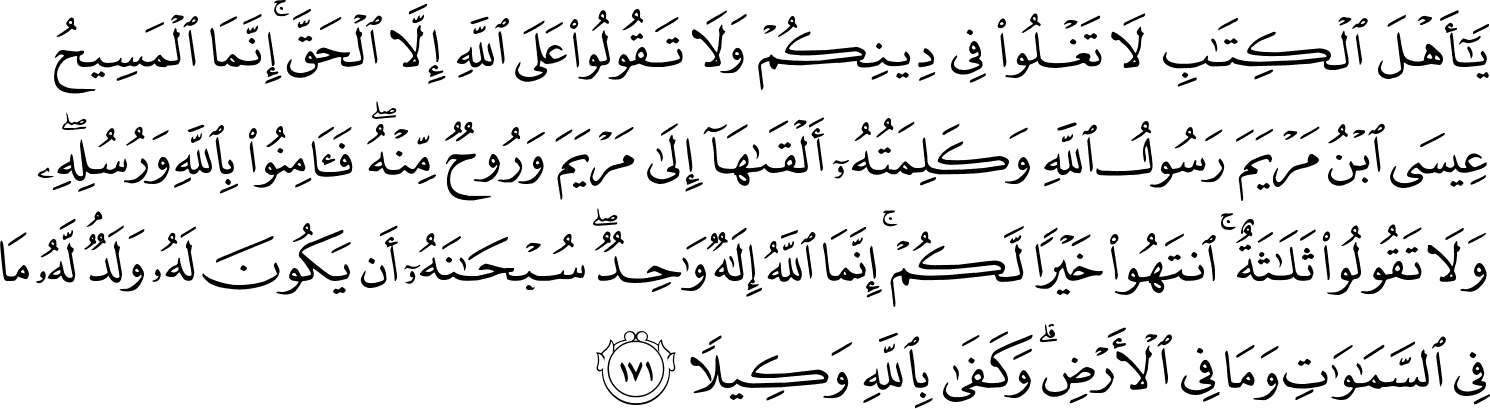 يَـٰٓأَهْلَ ٱلْكِتَـٰبِ لَا تَغْلُوا۟ فِى دِينِكُمْ وَلَا تَقُولُوا۟ عَلَى ٱللَّهِ إِلَّا ٱلْحَقَّ ۚ إِنَّمَا ٱلْمَسِيحُ
عِيسَى ٱبْنُ مَرْيَمَ رَسُولُ ٱللَّهِ وَكَلِمَتُهُۥٓ أَلْقَىٰهَآ إِلَىٰ مَرْيَمَ وَرُوحٌ مِّنْهُ ۖ فَـَٔامِنُوا۟ بِٱللَّهِ وَرُسُلِهِۦ ۖ
وَلَا تَقُولُوا۟ ثَلَـٰثَةٌ ۚ ٱنتَهُوا۟ خَيْرًا لَّكُمْ ۚ إِنَّمَا ٱللَّهُ إِلَـٰهٌ وَٰحِدٌ ۖ سُبْحَـٰنَهُۥٓ أَن يَكُونَ لَهُۥ وَلَدٌ ۘ لَّهُۥ مَا
فِى ٱلسَّمَـٰوَٰتِ وَمَا فِى ٱلْأَرْضِ ۗ وَكَفَىٰ بِٱللَّهِ وَكِيلًا ١٧١